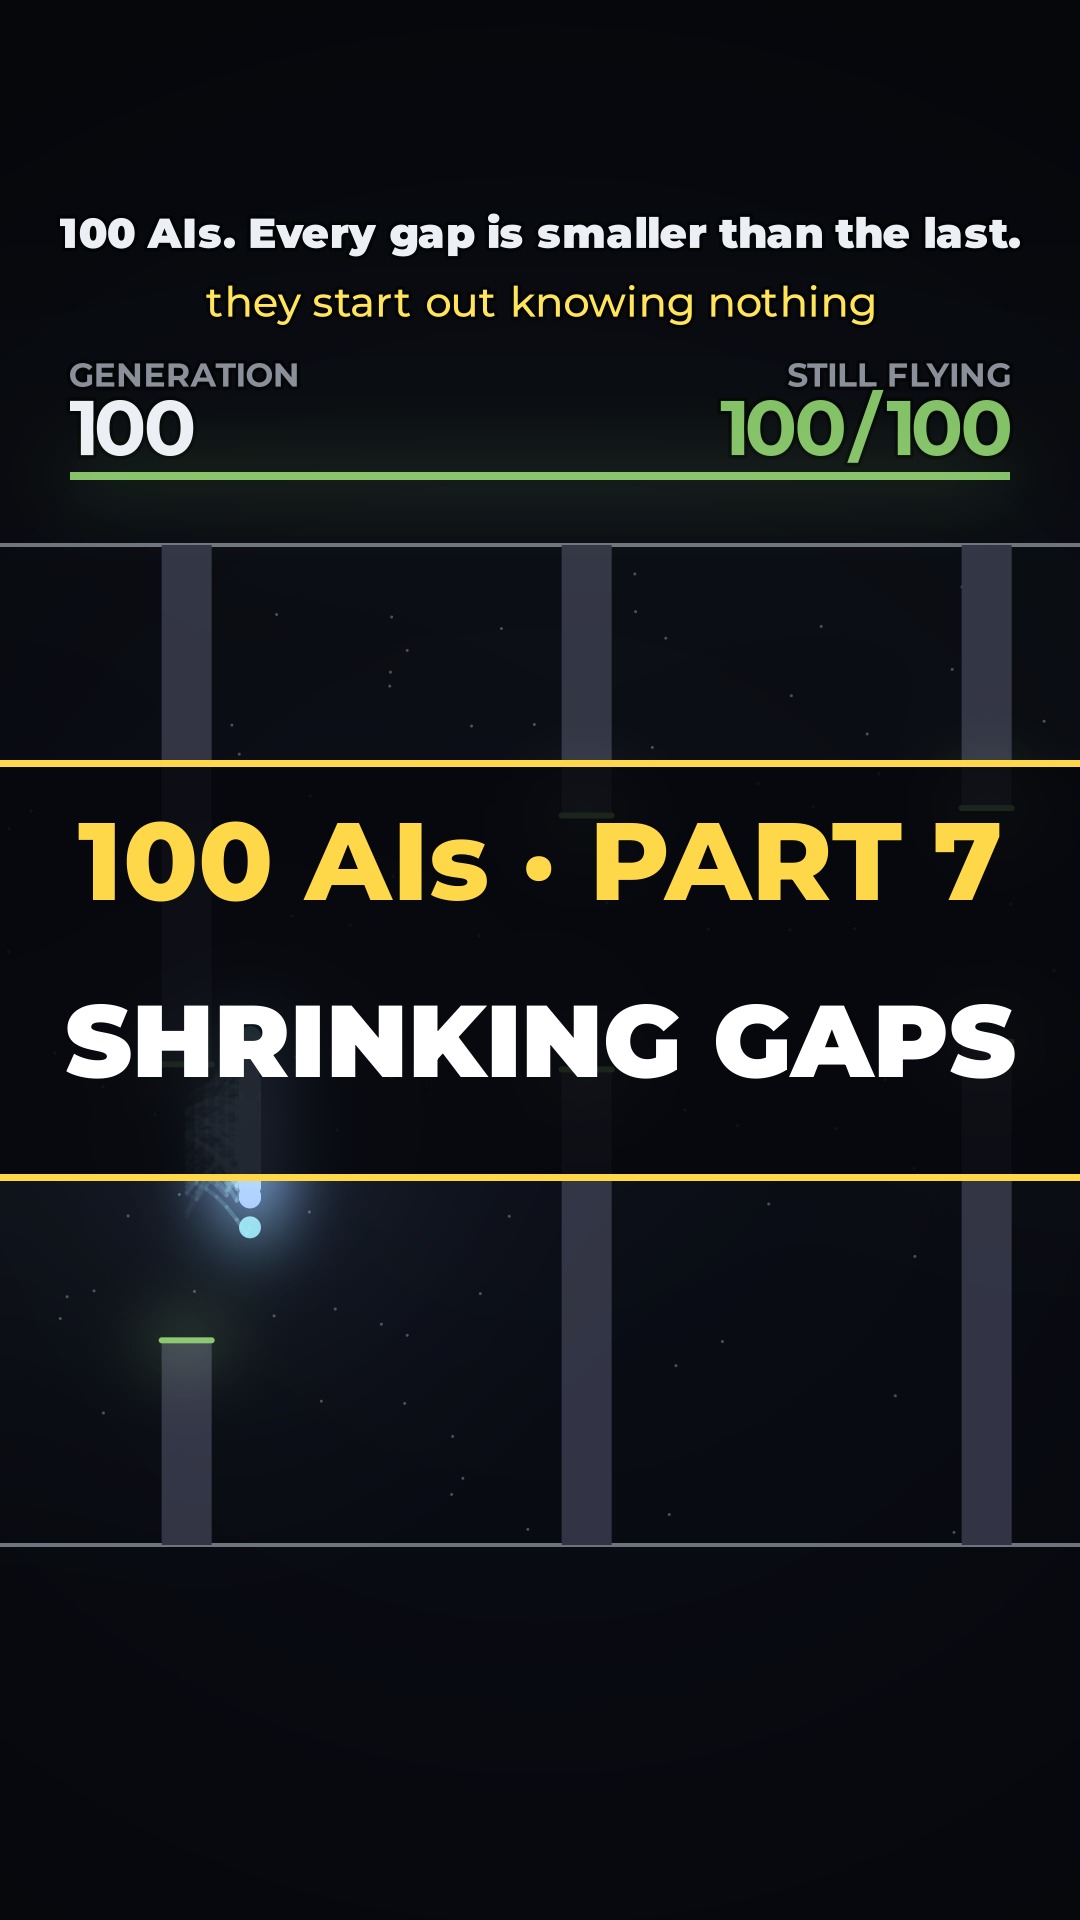 100 AIs. Every gap is smaller than the last.
they start out knowing nothing
GENERATION
100
STILL FLYING
100/100
100 AIs • PART 7
SHRINKING GAPS